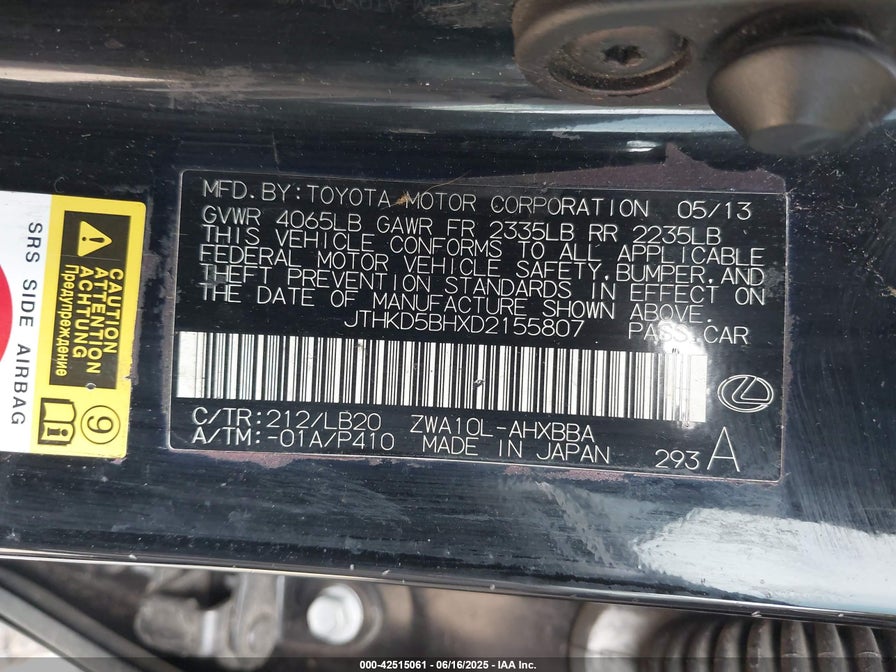 MFD.BY:TOYOTA MOTOR CORPORATION 05/13
GVWR 4065LB GAWR FR 2335LB RR 2235LB
THIS VEHICLE CONFORMS TO ALL APPLICABLE
FEDERAL MOTOR VEHICLE SAFETY,BUMPER,AND
THEFT PREVENTION STANDARDS IN EFFECT ON
THE DATE OF MANUFACTURE SHOWN ABOVE.
JTHKD5BHXD2155807 PASS.CAR
C/TR:212/LB20 ZWA10L-AHXBBA
A/TM:-01A/P410 MADE IN JAPAN 293 A
SRS SIDE AIRBAG
CAUTION
ATTENTION
ACHTUNG
Предупреждение
9
000-42515061 - 06/16/2025 - IAA Inc.